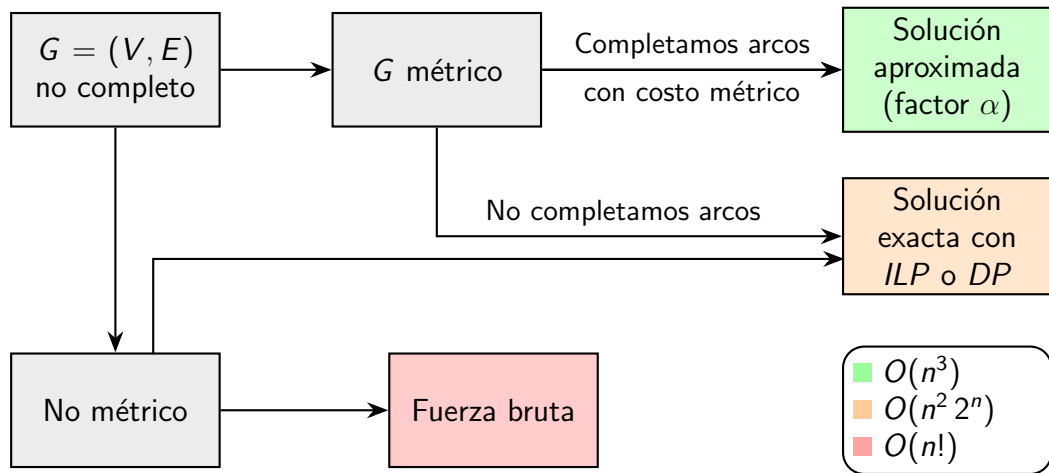 G = (V, E)
no completo
G métrico
Completamos arcos
con costo métrico
Solución
aproximada
(factor α)
No completamos arcos
Solución
exacta con
ILP o DP
No métrico
Fuerza bruta
O(n³)
O(n² 2ⁿ)
O(n!)